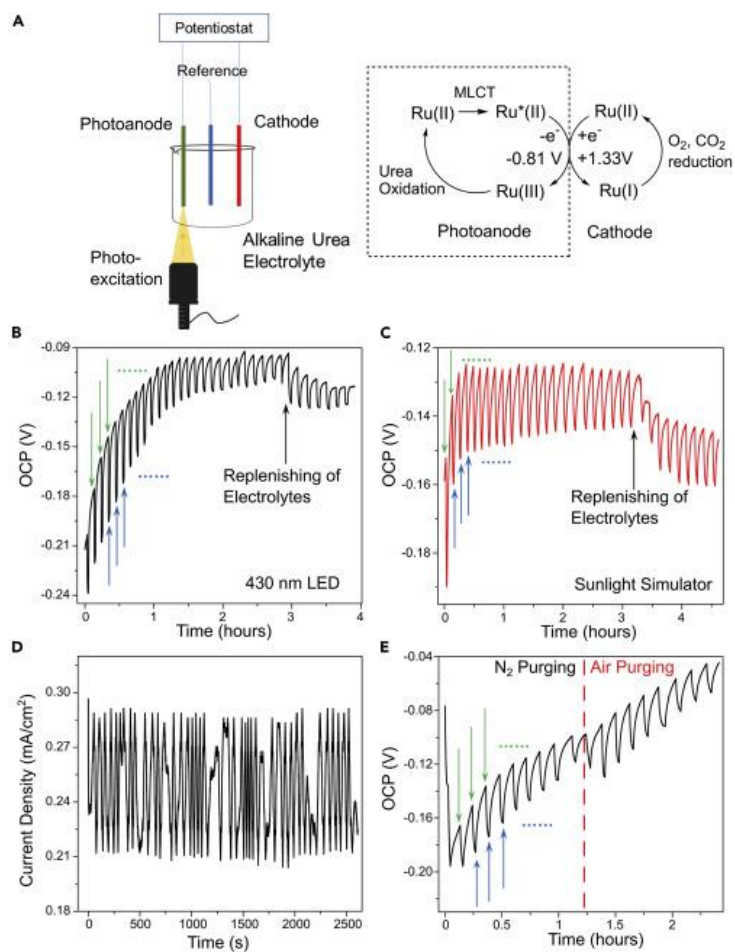 A
Potentiostat
Reference
Photoanode
Cathode
Photo-
excitation
Alkaline Urea
Electrolyte
MLCT
Ru(II)
Ru*(II)
Ru(II)
-e-
+e-
-0.81 V
+1.33V
O2, CO2
reduction
Urea
Oxidation
Ru(III)
Ru(I)
Photoanode
Cathode
B
-0.09
-0.12
-0.15
-0.18
-0.21
-0.24
OCP (V)
Replenishing of
Electrolytes
430 nm LED
0 1 2 3 4
Time (hours)
C
-0.12
-0.14
-0.16
-0.18
OCP (V)
Replenishing of
Electrolytes
Sunlight Simulator
0 1 2 3 4
Time (hours)
D
0.30
0.27
0.24
0.21
0.18
Current Density (mA/cm2)
0 500 1000 1500 2000 2500
Time (s)
E
N2 Purging
Air Purging
-0.04
-0.08
-0.12
-0.16
-0.20
OCP (V)
0 0.5 1 1.5 2
Time (hours)